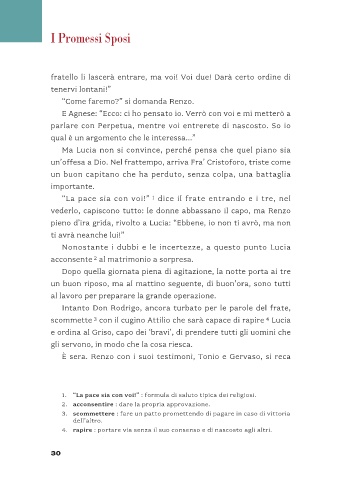 I Promessi Sposi
fratello li lascerà entrare, ma voi! Voi due! Darà certo ordine di
tenervi lontani!”
“Come faremo?” si domanda Renzo.
E Agnese: “Ecco: ci ho pensato io. Verrò con voi e mi metterò a
parlare con Perpetua, mentre voi entrerete di nascosto. So io
qual è un argomento che le interessa...”
Ma Lucia non si convince, perché pensa che quel piano sia
un’offesa a Dio. Nel frattempo, arriva Fra’ Cristoforo, triste come
un buon capitano che ha perduto, senza colpa, una battaglia
importante.
“La pace sia con voi!” 1 dice il frate entrando e i tre, nel
vederlo, capiscono tutto: le donne abbassano il capo, ma Renzo
pieno d’ira grida, rivolto a Lucia: “Ebbene, io non ti avrò, ma non
ti avrà neanche lui!”
Nonostante i dubbi e le incertezze, a questo punto Lucia
acconsente 2 al matrimonio a sorpresa.
Dopo quella giornata piena di agitazione, la notte porta ai tre
un buon riposo, ma al mattino seguente, di buon’ora, sono tutti
al lavoro per preparare la grande operazione.
Intanto Don Rodrigo, ancora turbato per le parole del frate,
scommette 3 con il cugino Attilio che sarà capace di rapire 4 Lucia
e ordina al Griso, capo dei ‘bravi’, di prendere tutti gli uomini che
gli servono, in modo che la cosa riesca.
È sera. Renzo con i suoi testimoni, Tonio e Gervaso, si reca
1. “La pace sia con voi!” : formula di saluto tipica dei religiosi.
2. acconsentire : dare la propria approvazione.
3. scommettere : fare un patto promettendo di pagare in caso di vittoria
dell’altro.
4. rapire : portare via senza il suo consenso e di nascosto agli altri.
30